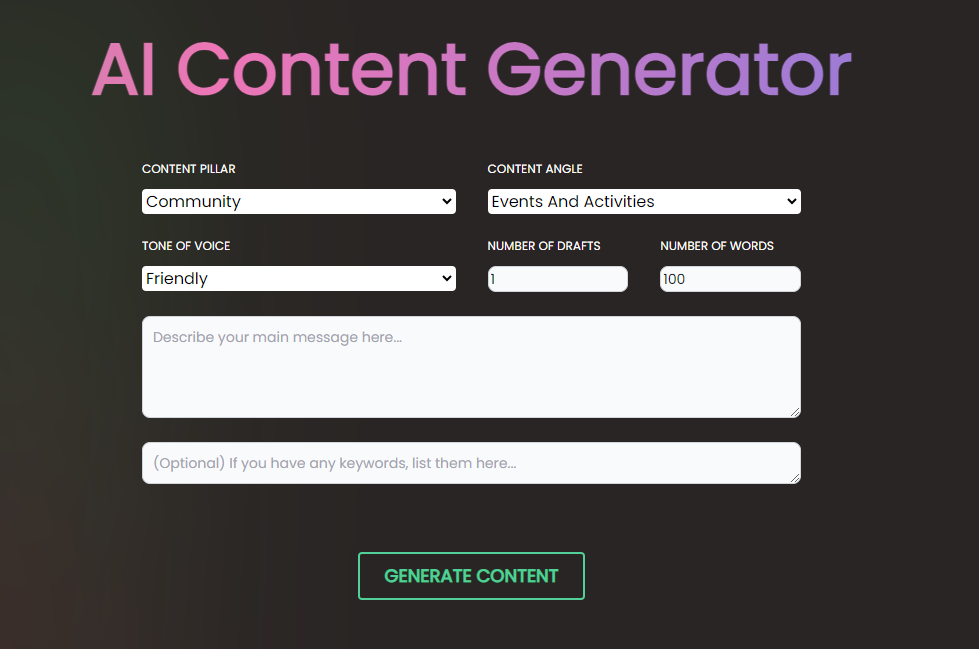 AI Content Generator
CONTENT PILLAR
CONTENT ANGLE
Community
Events And Activities
TONE OF VOICE
NUMBER OF DRAFTS
NUMBER OF WORDS
Friendly
1
100
Describe your main message here...
(Optional) If you have any keywords, list them here...
GENERATE CONTENT